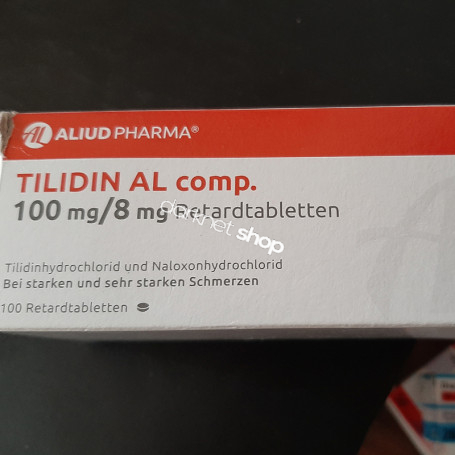 AL ALIUD PHARMA®
TILIDIN AL comp.
100 mg/8 mg Retardtabletten
darknet shop
Tilidinhydrochlorid und Naloxonhydrochlorid
Bei starken und sehr starken Schmerzen
100 Retardtabletten